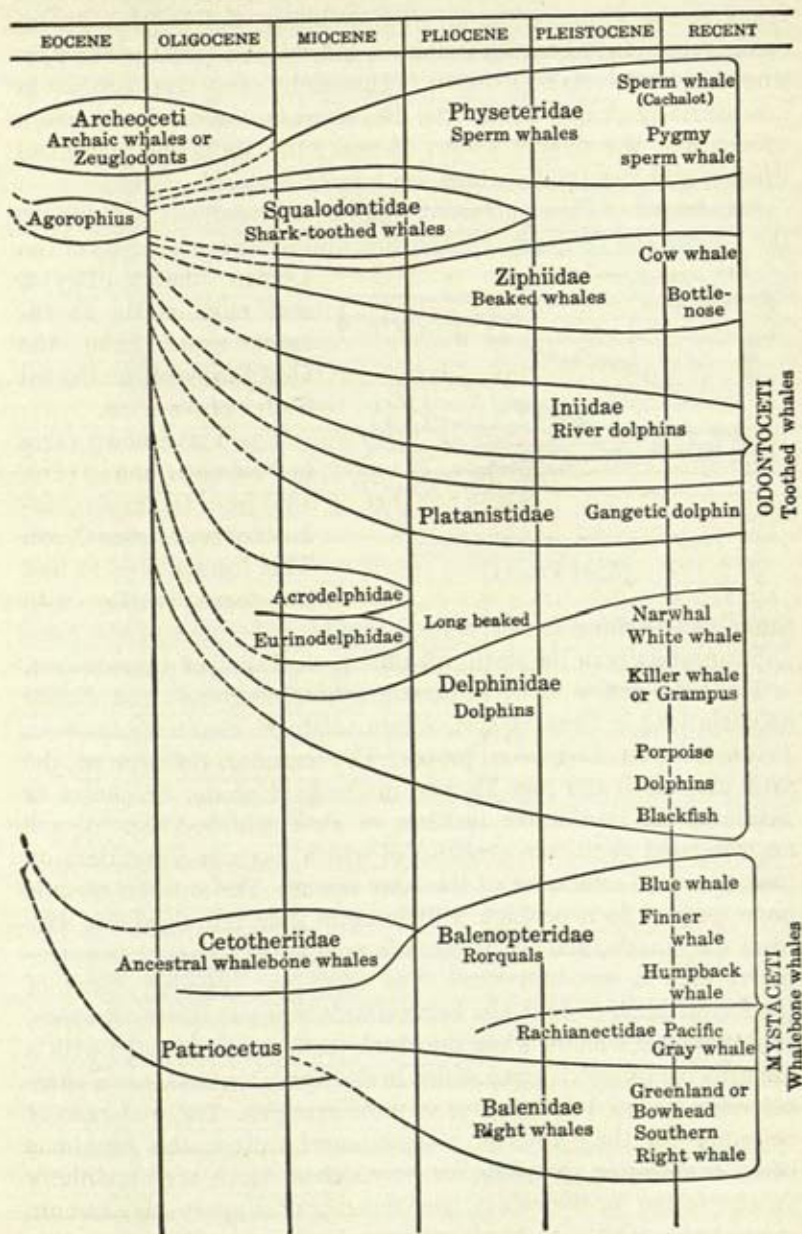 EOCENE OLIGOCENE MIOCENE PLIOCENE PLEISTOCENE RECENT
Archeoceti
Archaic whales or
Zeuglodonts
Physeteridae
Sperm whales
Sperm whale
(Cachalot)
Pygmy
sperm whale
Agorophius
Squalodontidae
Shark-toothed whales
Ziphiidae
Beaked whales
Cow whale
Bottle-
nose
Iniidae
River dolphins
Platanistidae
Gangetic dolphin
Acrodelphidae
Eurinodelphidae
Long beaked
Delphinidae
Dolphins
Narwhal
White whale
Killer whale
or Grampus
Porpoise
Dolphins
Blackfish
ODONTOCETI
Toothed whales
Cetotheriidae
Ancestral whalebone whales
Balenopteridae
Rorquals
Blue whale
Finner
whale
Humpback
whale
Rachianectidae Pacific
Gray whale
Patriocetus
Balenidae
Right whales
Greenland or
Bowhead
Southern
Right whale
MYSTACETI
Whalebone whales